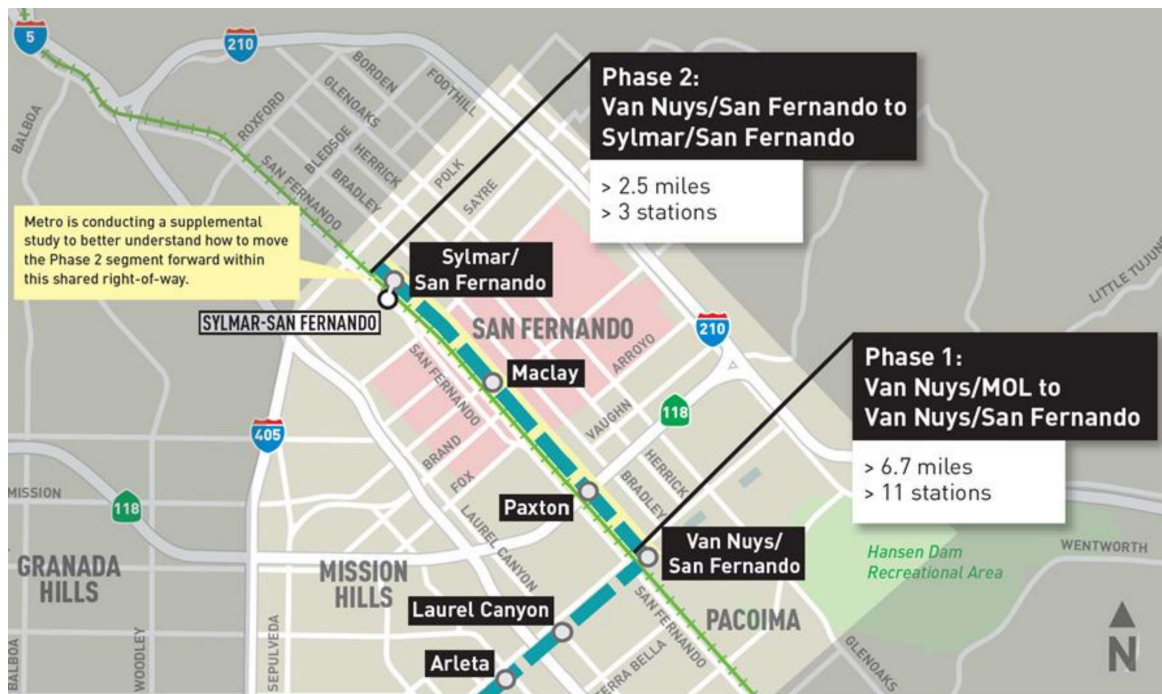 5
210
BORDEN
GLENOAKS
FOOTHILL
ROXFORD
BLEDSOE
HERRICK
BRADLEY
POLK
SAYRE
SAN FERNANDO
BALBOA
Phase 2:
Van Nuys/San Fernando to
Sylmar/San Fernando
> 2.5 miles
> 3 stations
Metro is conducting a supplemental
study to better understand how to move
the Phase 2 segment forward within
this shared right-of-way.
Sylmar/
San Fernando
SYLMAR-SAN FERNANDO
SAN FERNANDO
LITTLE TUJUNG
210
ARROYO
Maclay
SAN FERNANDO
Phase 1:
Van Nuys/MOL to
Van Nuys/San Fernando
> 6.7 miles
> 11 stations
118
VAUGHN
405
BRAND
FOX
HERRICK
BRADLEY
MISSION
118
Paxton
LAUREL CANYON
Van Nuys/
San Fernando
Hansen Dam
Recreational Area
WENTWORTH
GRANADA
HILLS
MISSION
HILLS
Laurel Canyon
SAN FERNANDO
PACOIMA
Arleta
GLENOAKS
ERRA BELLA
BALBOA
WOODLEY
SEPULVEDA
N